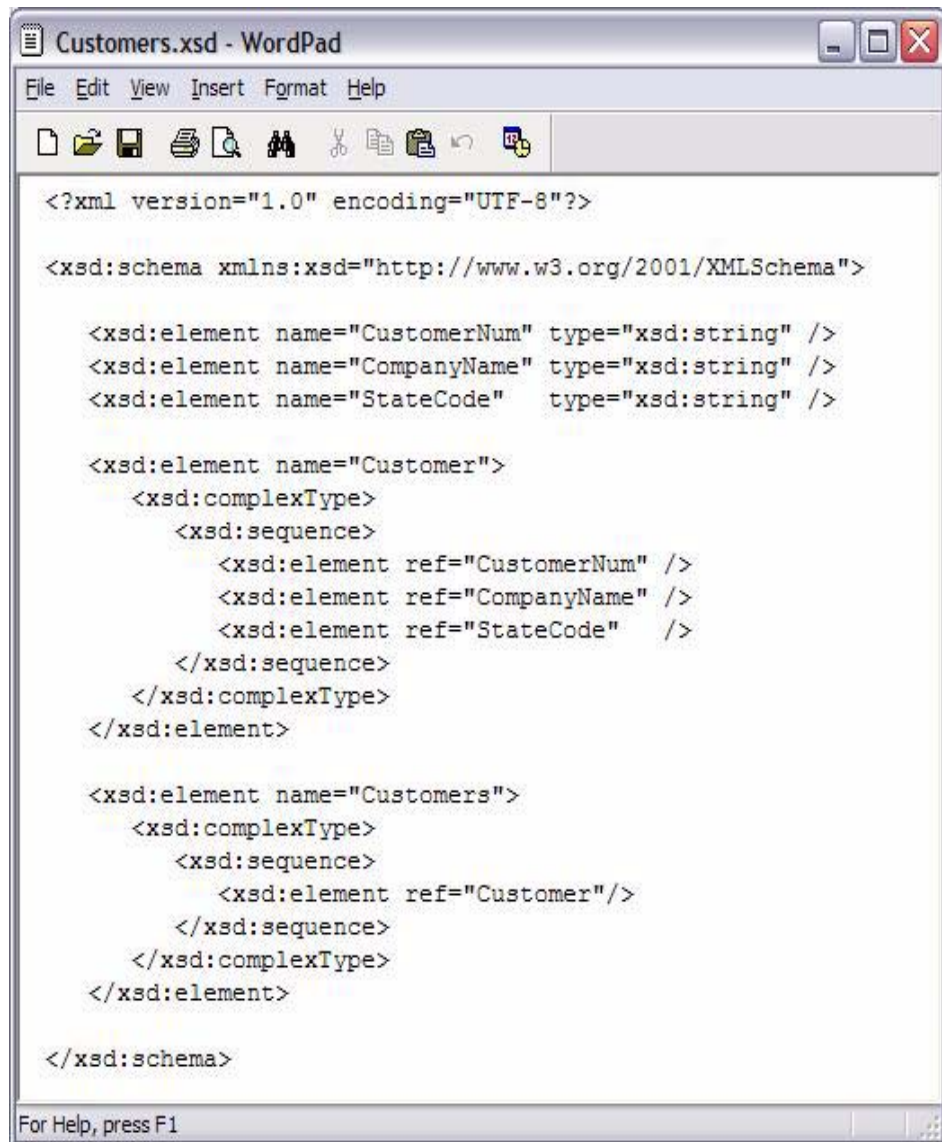 Customers.xsd - WordPad
File Edit View Insert Format Help
<?xml version="1.0" encoding="UTF-8"?>
<xsd:schema xmlns:xsd="http://www.w3.org/2001/XMLSchema">
<xsd:element name="CustomerNum" type="xsd:string" />
<xsd:element name="CompanyName" type="xsd:string" />
<xsd:element name="StateCode"   type="xsd:string" />
<xsd:element name="Customer">
<xsd:complexType>
<xsd:sequence>
<xsd:element ref="CustomerNum" />
<xsd:element ref="CompanyName" />
<xsd:element ref="StateCode"   />
</xsd:sequence>
</xsd:complexType>
</xsd:element>
<xsd:element name="Customers">
<xsd:complexType>
<xsd:sequence>
<xsd:element ref="Customer"/>
</xsd:sequence>
</xsd:complexType>
</xsd:element>
</xsd:schema>
For Help, press F1